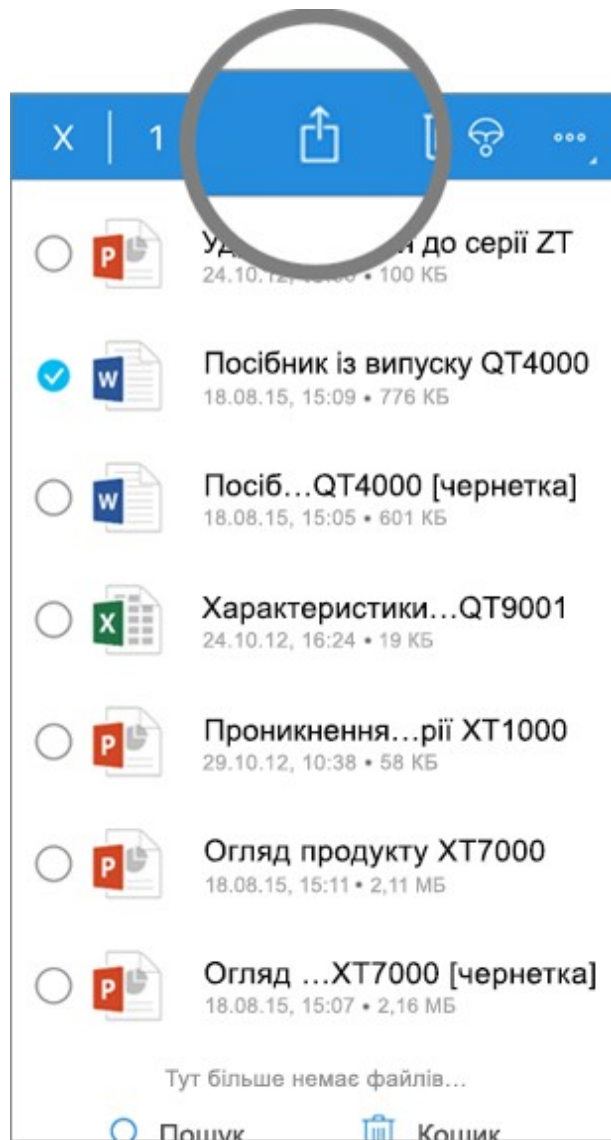 X | 1
до серії ZT
24.10.12, • 100 КБ
Посібник із випуску QT4000
18.08.15, 15:09 • 776 КБ
Посіб…QT4000 [чернетка]
18.08.15, 15:05 • 601 КБ
Характеристики…QT9001
24.10.12, 16:24 • 19 КБ
Проникнення…рії XT1000
29.10.12, 10:38 • 58 КБ
Огляд продукту XT7000
18.08.15, 15:11 • 2,11 МБ
Огляд …XT7000 [чернетка]
18.08.15, 15:07 • 2,16 МБ
Тут більше немає файлів…
Пошук Кошик